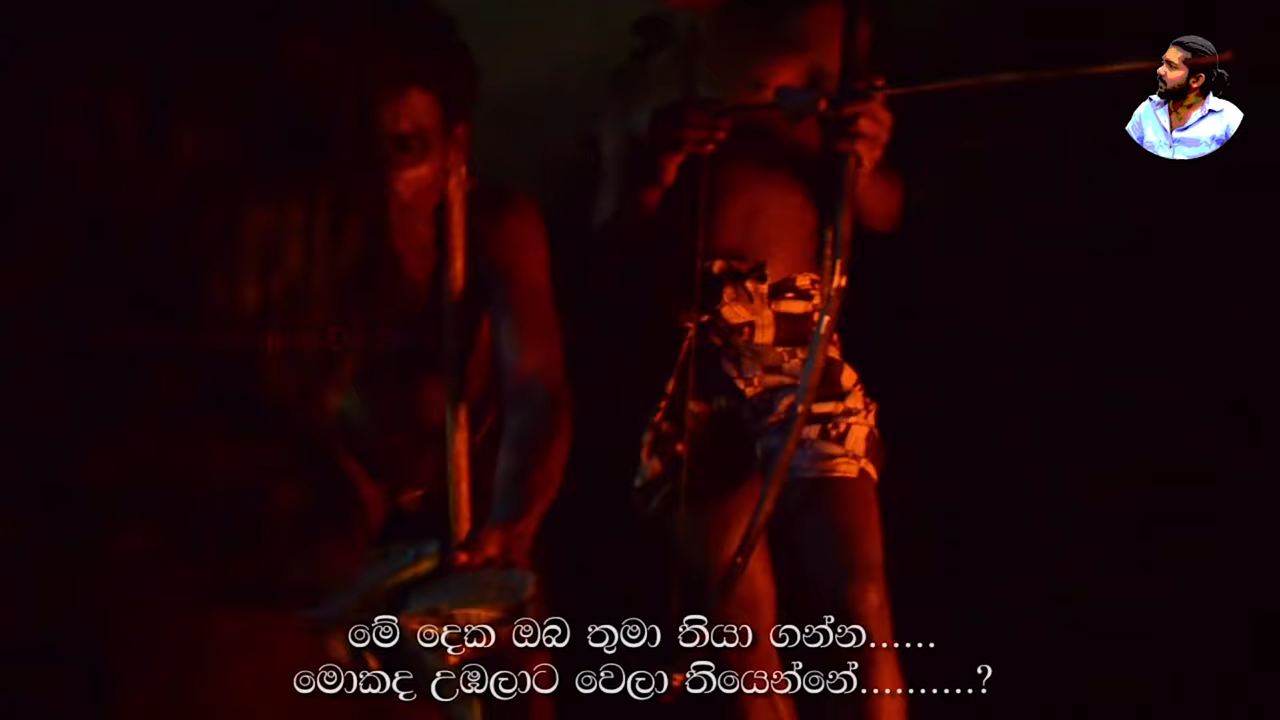 මේ දෙක ඔබ තුමා තියා ගන්න......
මොකද උඹලාට වෙලා තියෙන්නේ..........?